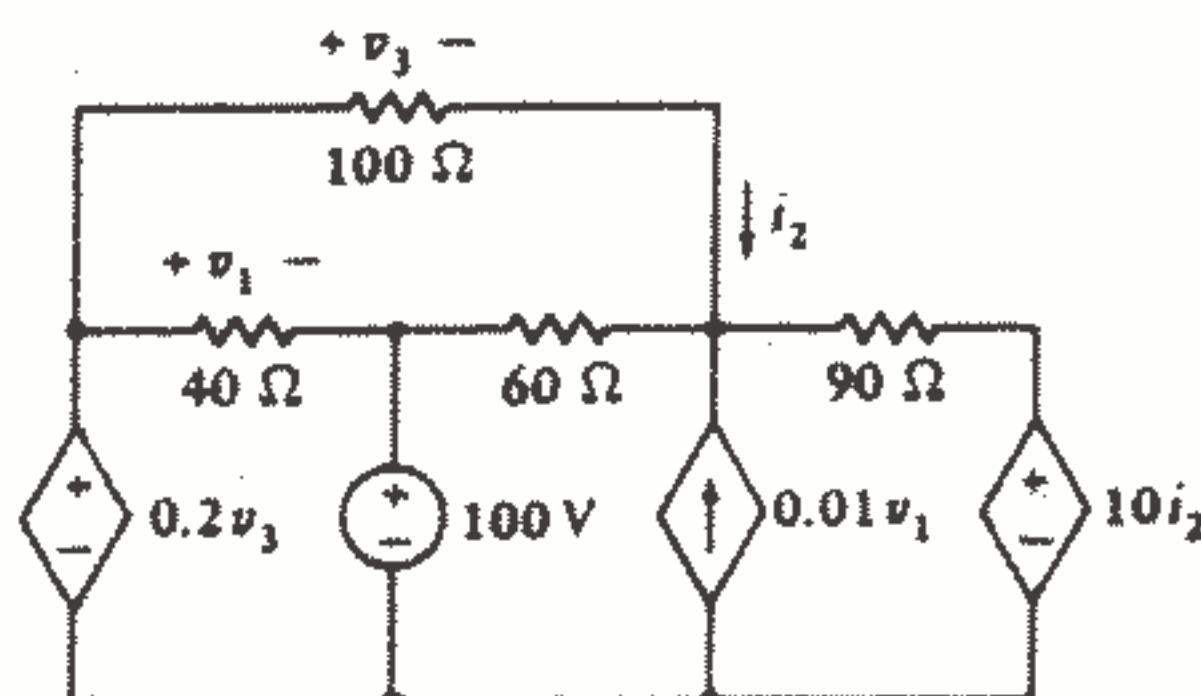 + v₃ −
100 Ω
i₂
+ v₁ −
40 Ω
60 Ω
90 Ω
+
−
0.2v₃
+
−
100 V
0.01v₁
+
−
10i₂